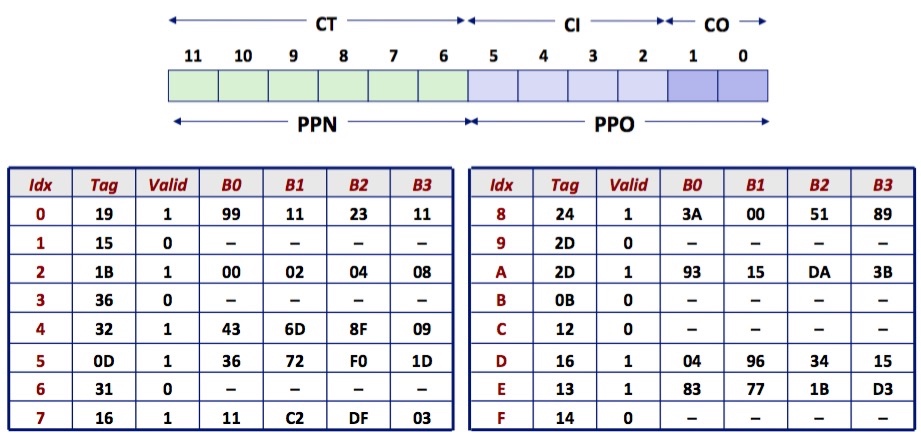 CT CI CO
11 10 9 8 7 6 5 4 3 2 1 0
PPN PPO
Idx Tag Valid B0 B1 B2 B3
0 19 1 99 11 23 11
1 15 0 – – – –
2 1B 1 00 02 04 08
3 36 0 – – – –
4 32 1 43 6D 8F 09
5 0D 1 36 72 F0 1D
6 31 0 – – – –
7 16 1 11 C2 DF 03
Idx Tag Valid B0 B1 B2 B3
8 24 1 3A 00 51 89
9 2D 0 – – – –
A 2D 1 93 15 DA 3B
B 0B 0 – – – –
C 12 0 – – – –
D 16 1 04 96 34 15
E 13 1 83 77 1B D3
F 14 0 – – – –